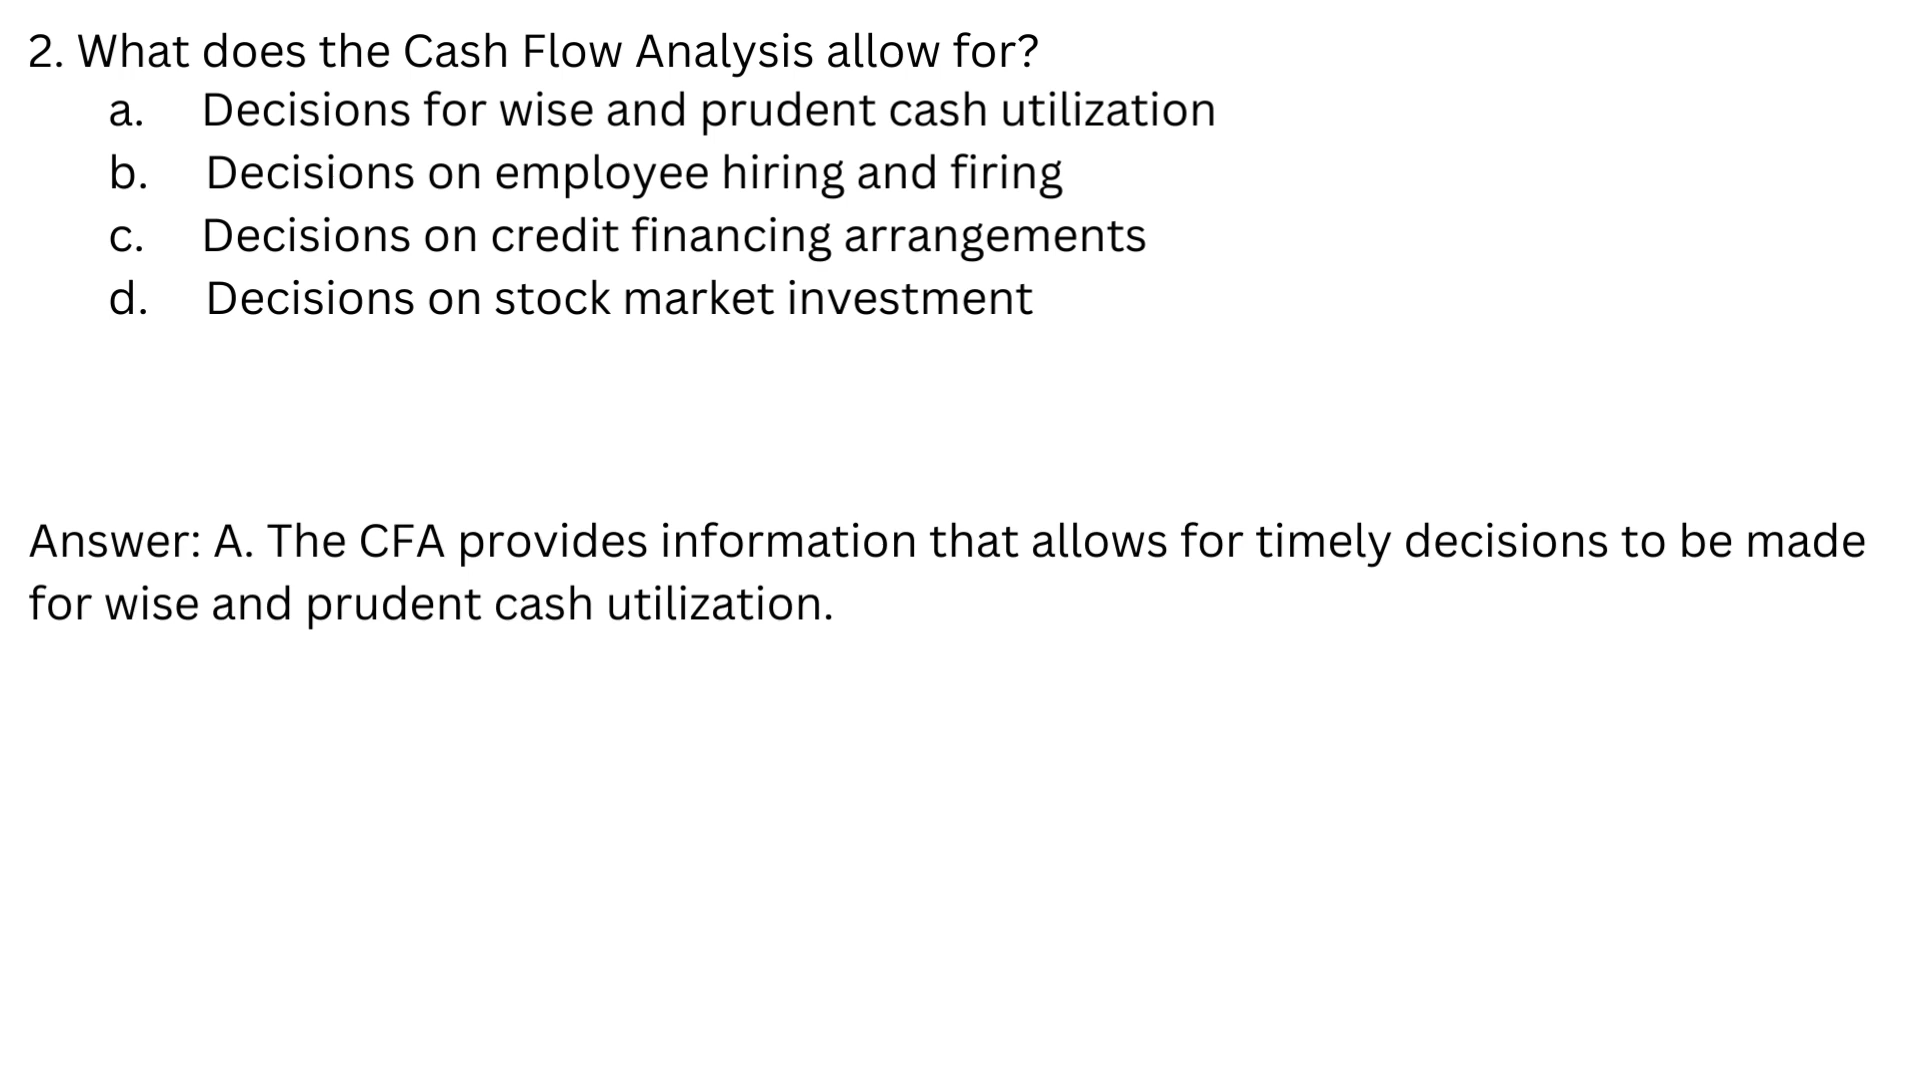 2. What does the Cash Flow Analysis allow for?
a. Decisions for wise and prudent cash utilization
b. Decisions on employee hiring and firing
c. Decisions on credit financing arrangements
d. Decisions on stock market investment
Answer: A. The CFA provides information that allows for timely decisions to be made
for wise and prudent cash utilization.